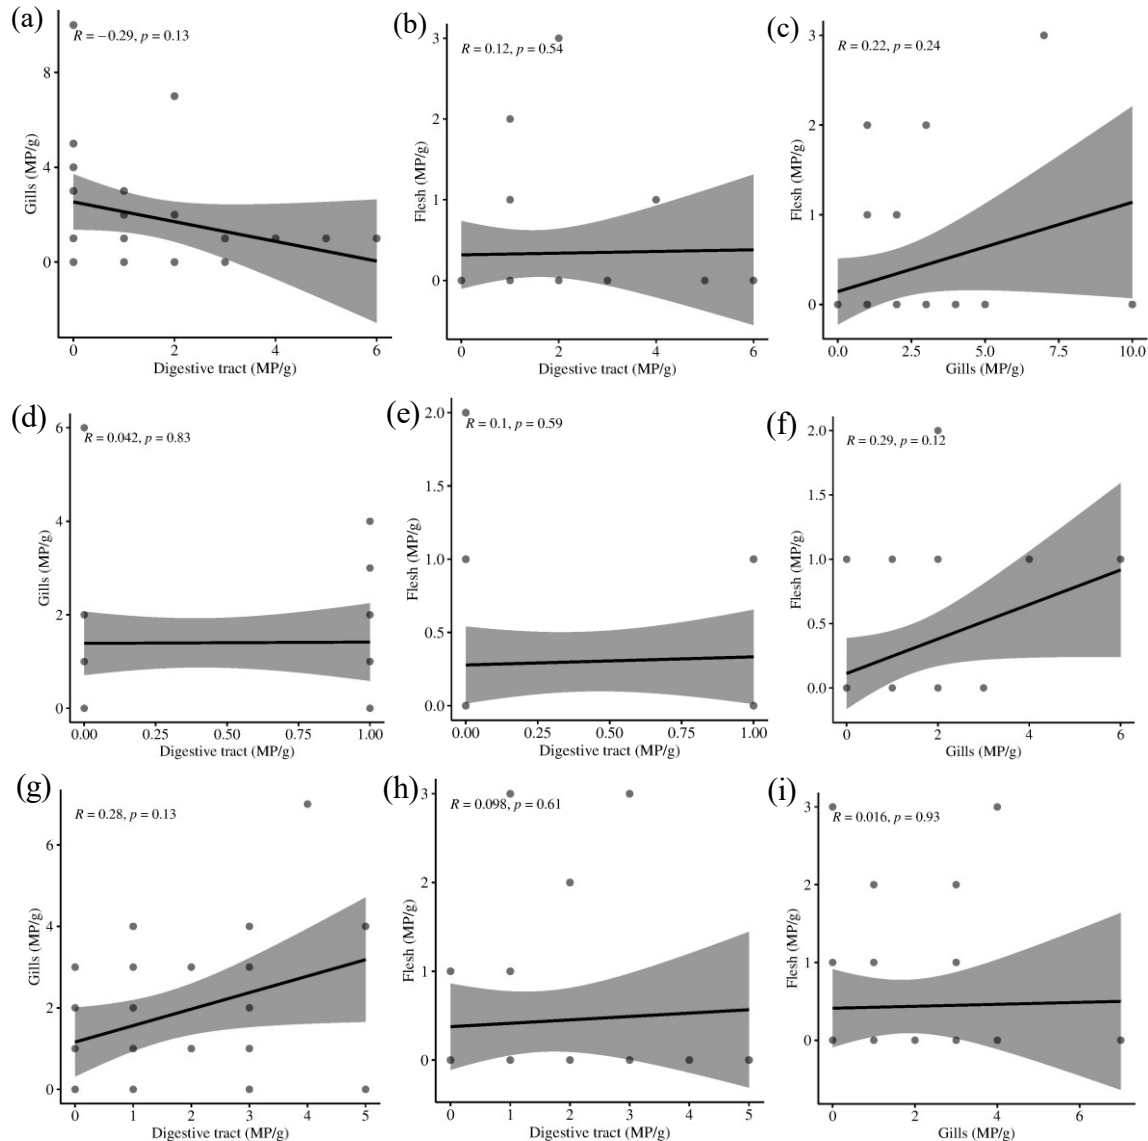 (a)
R = −0.29, p = 0.13
8
4
0
Gills (MP/g)
0 2 4 6
Digestive tract (MP/g)
(b)
R = 0.12, p = 0.54
3
2
1
0
Flesh (MP/g)
0 2 4 6
Digestive tract (MP/g)
(c)
R = 0.22, p = 0.24
3
2
1
0
Flesh (MP/g)
0.0 2.5 5.0 7.5 10.0
Gills (MP/g)
(d)
R = 0.042, p = 0.83
6
4
2
0
Gills (MP/g)
0.00 0.25 0.50 0.75 1.00
Digestive tract (MP/g)
(e)
R = 0.1, p = 0.59
2.0
1.5
1.0
0.5
0.0
Flesh (MP/g)
0.00 0.25 0.50 0.75 1.00
Digestive tract (MP/g)
(f)
R = 0.29, p = 0.12
2.0
1.5
1.0
0.5
0.0
Flesh (MP/g)
0 2 4 6
Gills (MP/g)
(g)
R = 0.28, p = 0.13
6
4
2
0
Gills (MP/g)
0 1 2 3 4 5
Digestive tract (MP/g)
(h)
R = 0.098, p = 0.61
3
2
1
0
Flesh (MP/g)
0 1 2 3 4 5
Digestive tract (MP/g)
(i)
R = 0.016, p = 0.93
3
2
1
0
Flesh (MP/g)
0 2 4 6
Gills (MP/g)